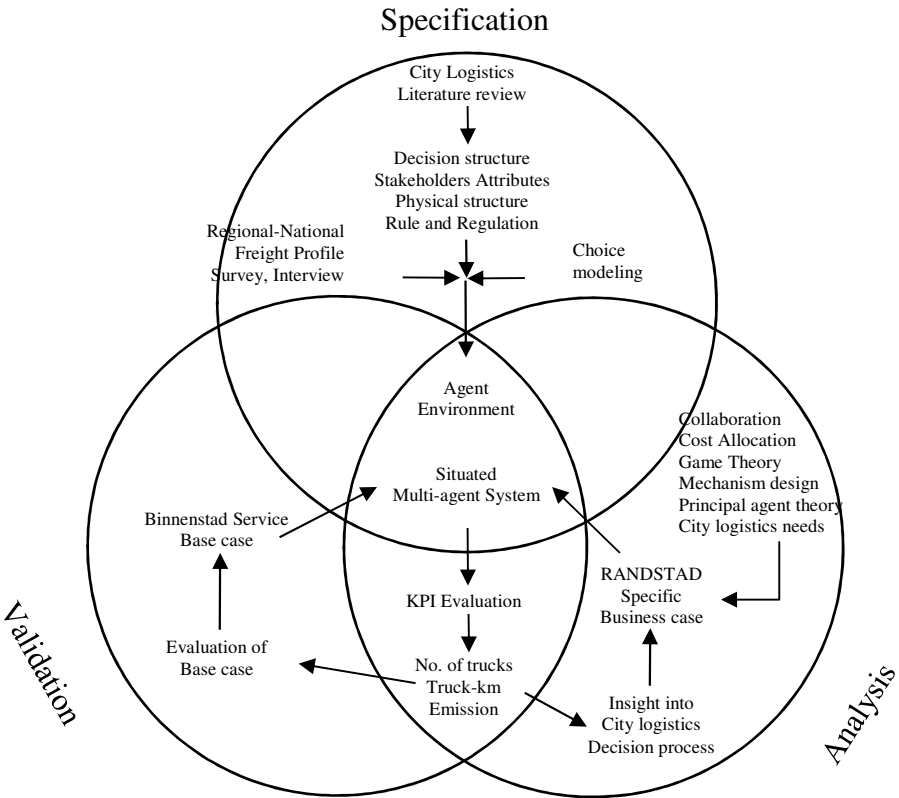 Specification
City Logistics
Literature review
Decision structure
Stakeholders Attributes
Physical structure
Rule and Regulation
Regional-National
Freight Profile
Survey, Interview
Choice
modeling
Agent
Environment
Situated
Multi-agent System
Collaboration
Cost Allocation
Game Theory
Mechanism design
Principal agent theory
City logistics needs
Binnenstad Service
Base case
RANDSTAD
Specific
Business case
KPI Evaluation
Evaluation of
Base case
No. of trucks
Truck-km
Emission
Insight into
City logistics
Decision process
Validation
Analysis